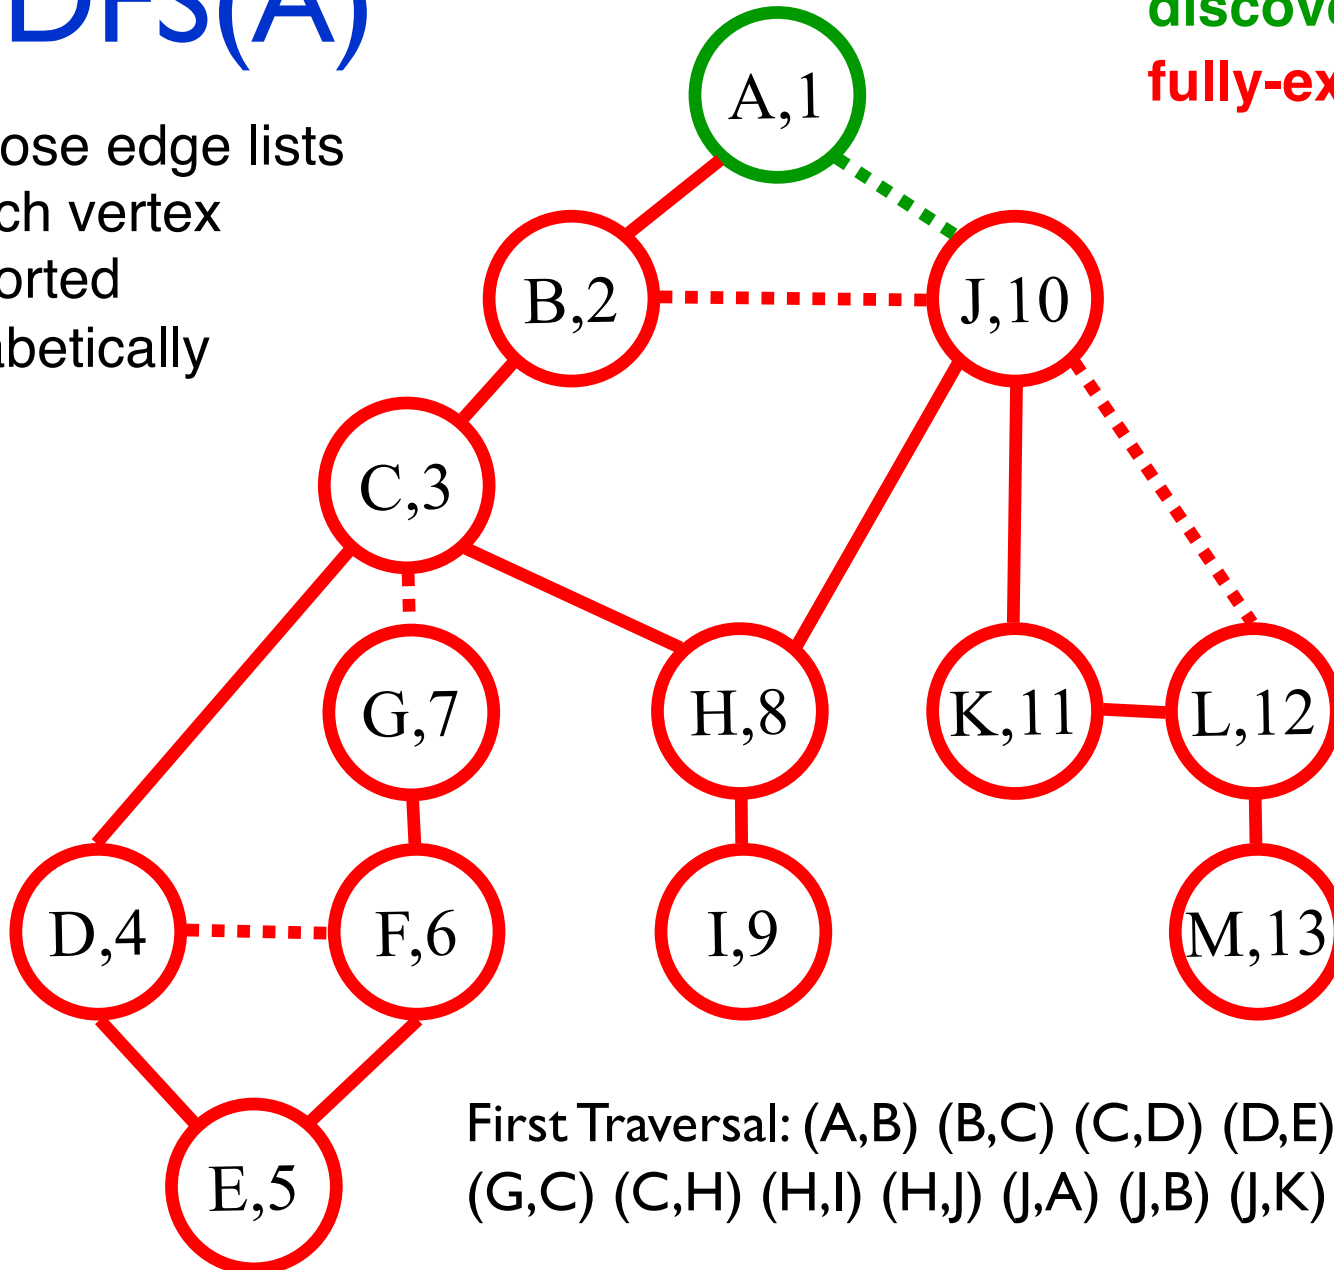 DFS(A)
discov
fully-ex
ose edge lists
ch vertex
orted
abetically
A,1
B,2
J,10
C,3
G,7
H,8
K,11
L,12
D,4
F,6
I,9
M,13
E,5
First Traversal: (A,B) (B,C) (C,D) (D,E)
(G,C) (C,H) (H,I) (H,J) (J,A) (J,B) (J,K)